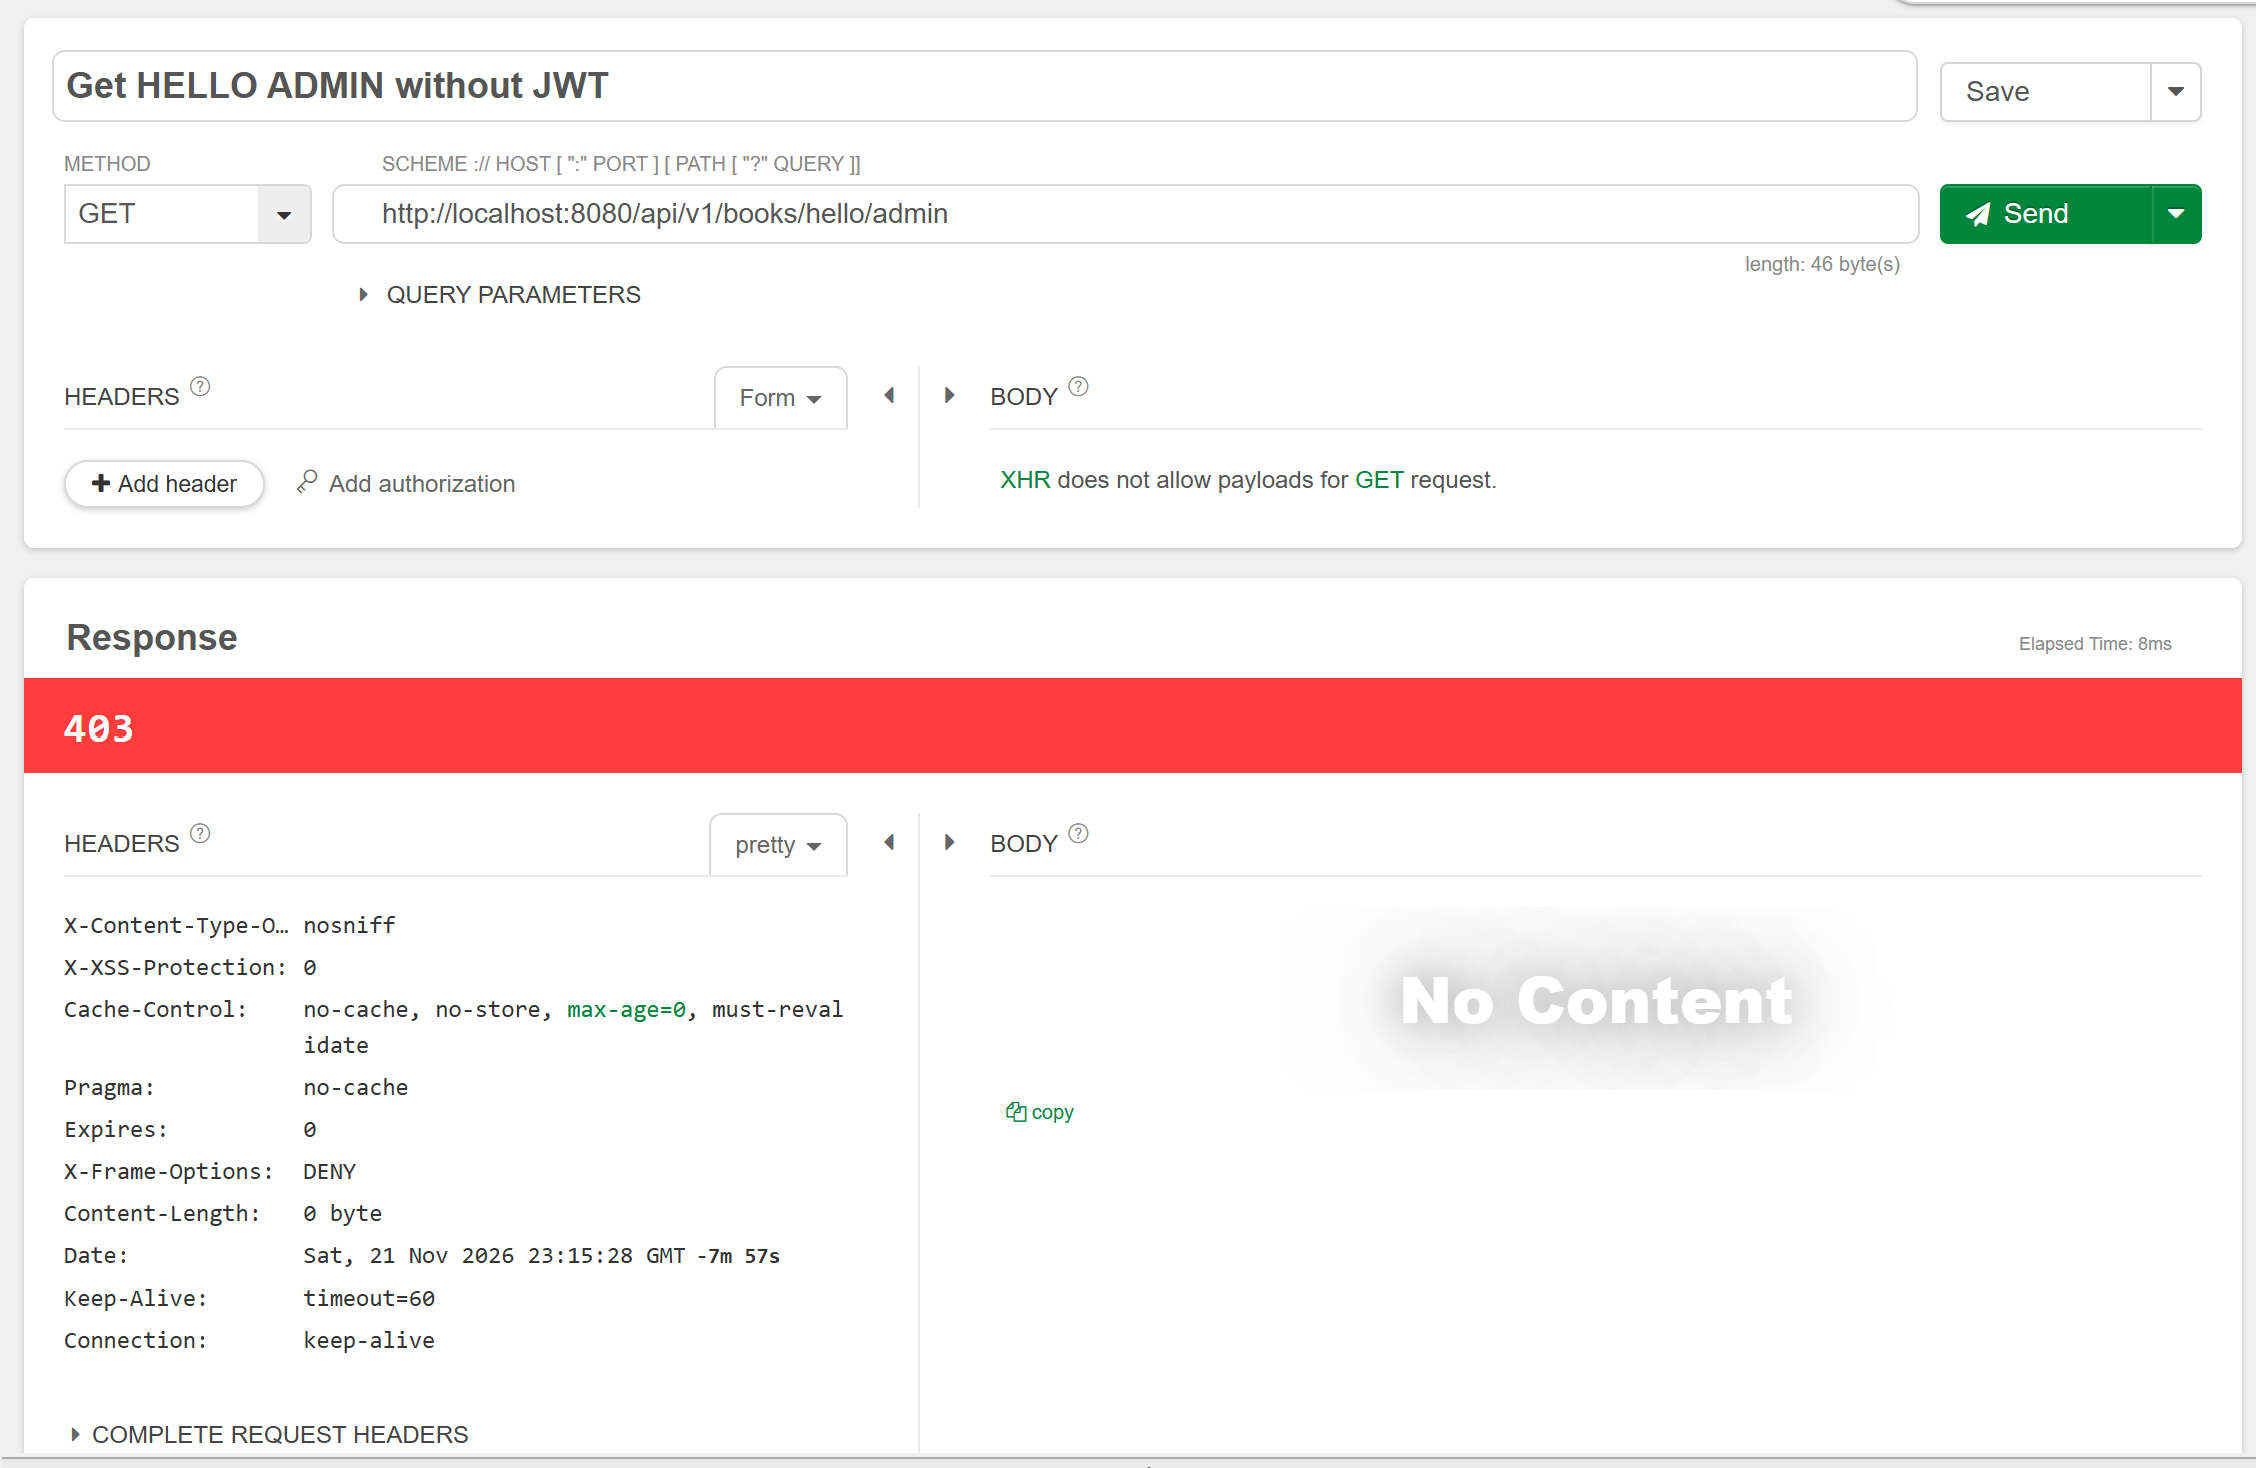 Get HELLO ADMIN without JWT
Save
METHOD
SCHEME :// HOST [ ":" PORT ] [ PATH [ "?" QUERY ]]
GET
http://localhost:8080/api/v1/books/hello/admin
Send
length: 46 byte(s)
QUERY PARAMETERS
HEADERS ?
Form
BODY ?
Add header
Add authorization
XHR does not allow payloads for GET request.
Response
Elapsed Time: 8ms
403
HEADERS ?
pretty
BODY ?
X-Content-Type-O… nosniff
X-XSS-Protection: 0
Cache-Control: no-cache, no-store, max-age=0, must-reval
idate
Pragma: no-cache
Expires: 0
X-Frame-Options: DENY
Content-Length: 0 byte
Date: Sat, 21 Nov 2026 23:15:28 GMT -7m 57s
Keep-Alive: timeout=60
Connection: keep-alive
No Content
copy
COMPLETE REQUEST HEADERS